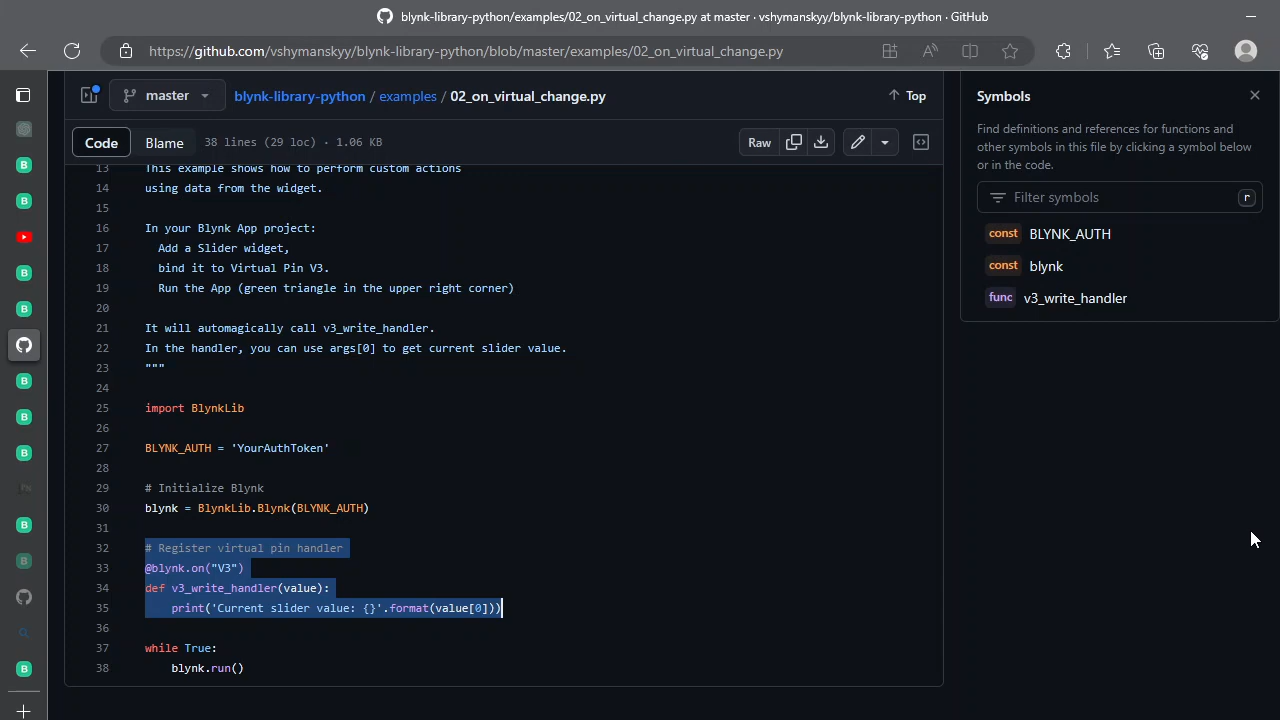 blynk-library-python/examples/02_on_virtual_change.py at master · vshymanskyy/blynk-library-python · GitHub
https://github.com/vshymanskyy/blynk-library-python/blob/master/examples/02_on_virtual_change.py
master
blynk-library-python / examples / 02_on_virtual_change.py
Top
Code
Blame
38 lines (29 loc) · 1.06 KB
Raw
13 This example shows how to perform custom actions
14 using data from the widget.
15
16 In your Blynk App project:
17 Add a Slider widget,
18 bind it to Virtual Pin V3.
19 Run the App (green triangle in the upper right corner)
20
21 It will automagically call v3_write_handler.
22 In the handler, you can use args[0] to get current slider value.
23 """
24
25 import BlynkLib
26
27 BLYNK_AUTH = 'YourAuthToken'
28
29 # Initialize Blynk
30 blynk = BlynkLib.Blynk(BLYNK_AUTH)
31
32 # Register virtual pin handler
33 @blynk.on("V3")
34 def v3_write_handler(value):
35 print('Current slider value: {}'.format(value[0]))
36
37 while True:
38 blynk.run()
Symbols
Find definitions and references for functions and
other symbols in this file by clicking a symbol below
or in the code.
Filter symbols
r
const BLYNK_AUTH
const blynk
func v3_write_handler
B
B
B
B
B
B
B
PN
B
B
B